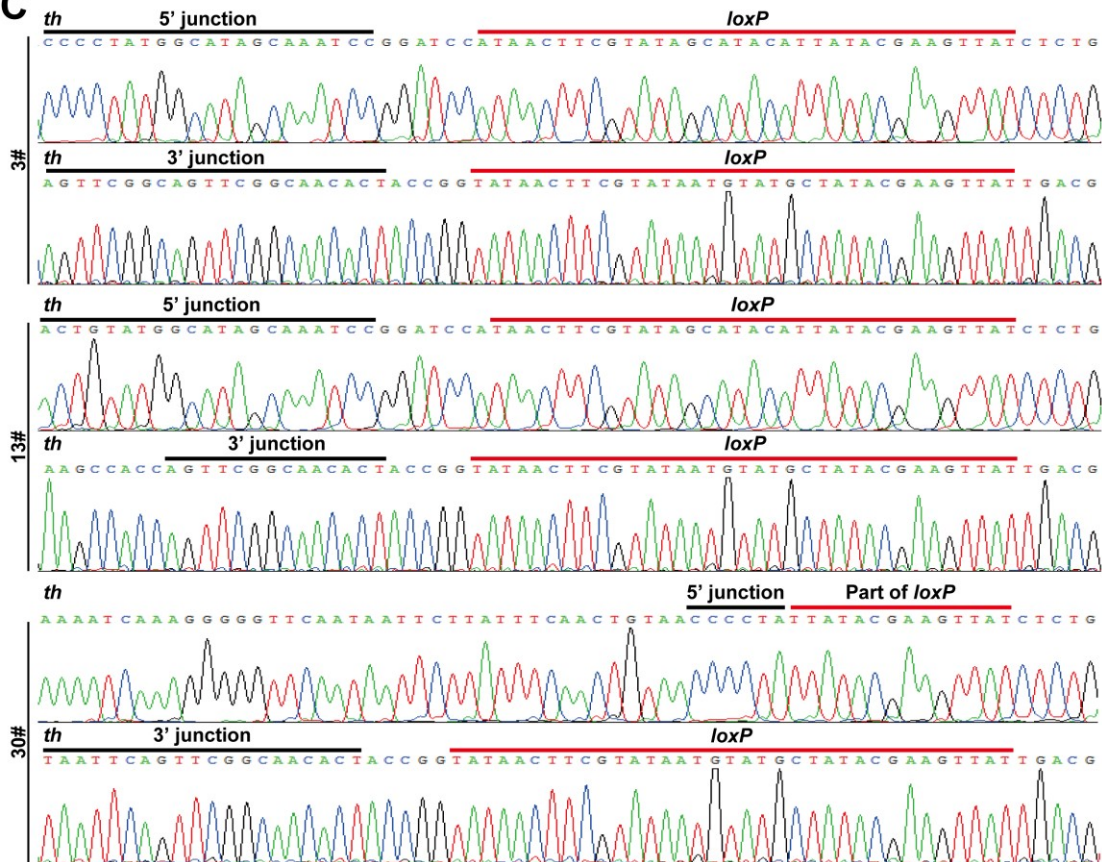 C
th 5' junction loxP
CCCCTATGGCATAGCAAATCCGGATCCATAACTTCGTATAGCATACATTATACGAAGTTATCTCTG
3#
th 3' junction loxP
AGTTCGGCAGTTCGGCAACACTACCGGTATAACTTCGTATAATGTATGCTATACGAAGTTATTGACG
th 5' junction loxP
ACTGTATGGCATAGCAAATCCGGATCCATAACTTCGTATAGCATACATTATACGAAGTTATCTCTG
13#
th 3' junction loxP
AAGCCACCAGTTCGGCAACACTACCGGTATAACTTCGTATAATGTATGCTATACGAAGTTATTGACG
th 5' junction Part of loxP
AAAATCAAAGGGGGTTCAATAATTCTTATTTCAACTGTAACCCCTATTATACGAAGTTATCTCTG
30#
th 3' junction loxP
TAATTCAGTTCGGCAACACTACCGGTATAACTTCGTATAATGTATGCTATACGAAGTTATTGACG